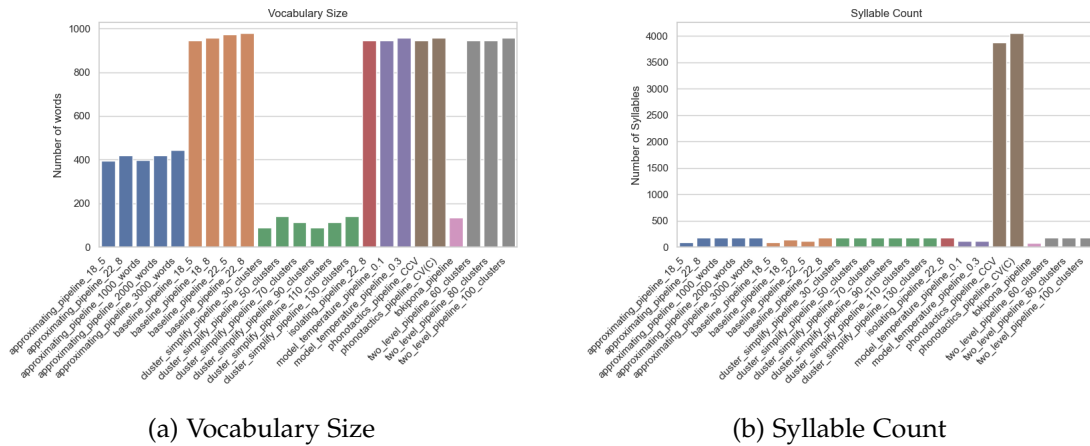 Vocabulary Size
Number of words
1000
800
600
400
200
0
approximating_pipeline_18_5
approximating_pipeline_22_8
approximating_pipeline_1000_words
approximating_pipeline_2000_words
approximating_pipeline_3000_words
baseline_pipeline_18_5
baseline_pipeline_18_8
baseline_pipeline_22_5
baseline_pipeline_22_8
cluster_simplify_pipeline_30_clusters
cluster_simplify_pipeline_50_clusters
cluster_simplify_pipeline_70_clusters
cluster_simplify_pipeline_90_clusters
cluster_simplify_pipeline_110_clusters
cluster_simplify_pipeline_130_clusters
isolating_pipeline_22_8
model_temperature_pipeline_0.1
model_temperature_pipeline_0.3
phonotactics_pipeline_CCV
phonotactics_pipeline_CV(C)
tokipona_pipeline
two_level_pipeline_60_clusters
two_level_pipeline_80_clusters
two_level_pipeline_100_clusters
(a) Vocabulary Size
Syllable Count
Number of Syllables
4000
3500
3000
2500
2000
1500
1000
500
0
approximating_pipeline_18_5
approximating_pipeline_22_8
approximating_pipeline_1000_words
approximating_pipeline_2000_words
approximating_pipeline_3000_words
baseline_pipeline_18_5
baseline_pipeline_18_8
baseline_pipeline_22_5
baseline_pipeline_22_8
cluster_simplify_pipeline_30_clusters
cluster_simplify_pipeline_50_clusters
cluster_simplify_pipeline_70_clusters
cluster_simplify_pipeline_90_clusters
cluster_simplify_pipeline_110_clusters
cluster_simplify_pipeline_130_clusters
isolating_pipeline_22_8
model_temperature_pipeline_0.1
model_temperature_pipeline_0.3
phonotactics_pipeline_CCV
phonotactics_pipeline_CV(C)
tokipona_pipeline
two_level_pipeline_60_clusters
two_level_pipeline_80_clusters
two_level_pipeline_100_clusters
(b) Syllable Count